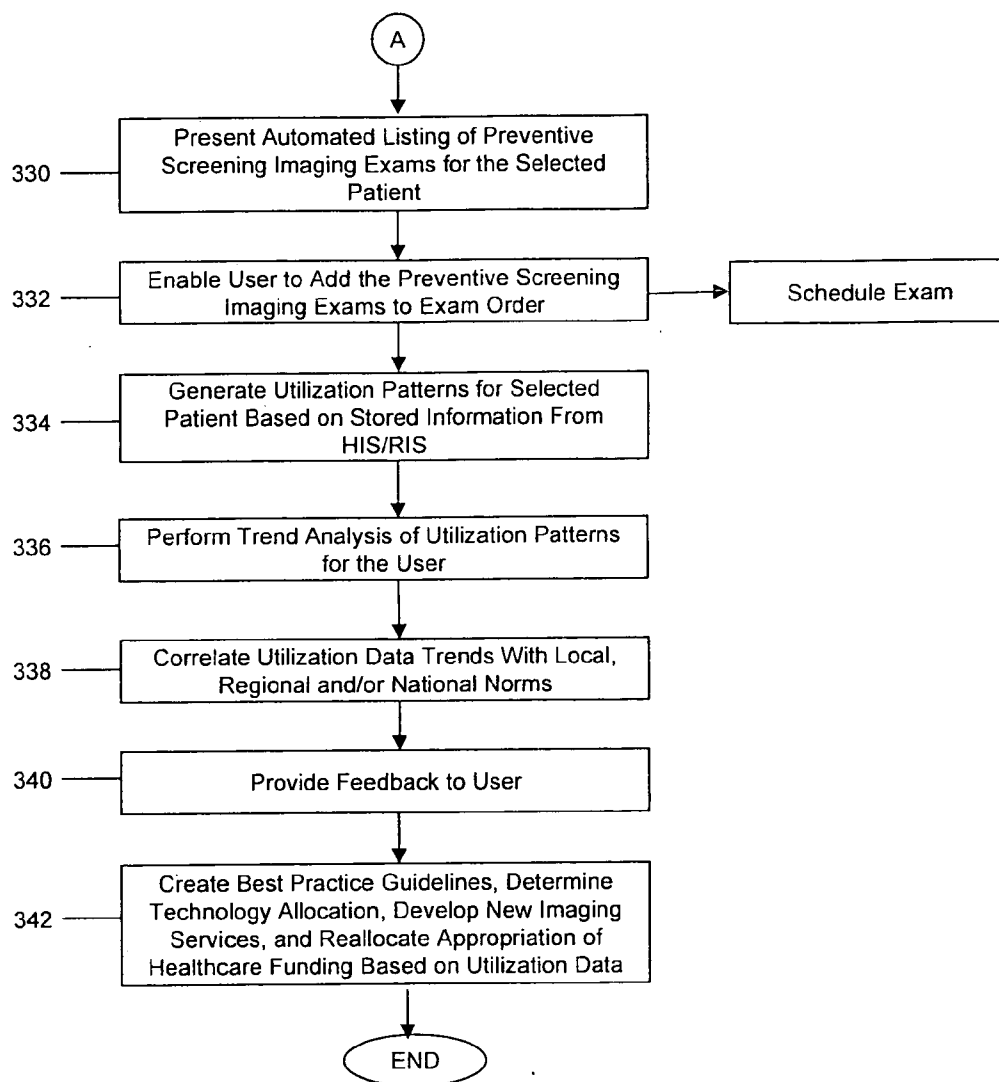 A
Present Automated Listing of Preventive
Screening Imaging Exams for the Selected
Patient
330
Enable User to Add the Preventive Screening
Imaging Exams to Exam Order
332
Schedule Exam
Generate Utilization Patterns for Selected
Patient Based on Stored Information From
HIS/RIS
334
Perform Trend Analysis of Utilization Patterns
for the User
336
Correlate Utilization Data Trends With Local,
Regional and/or National Norms
338
Provide Feedback to User
340
Create Best Practice Guidelines, Determine
Technology Allocation, Develop New Imaging
Services, and Reallocate Appropriation of
Healthcare Funding Based on Utilization Data
342
END